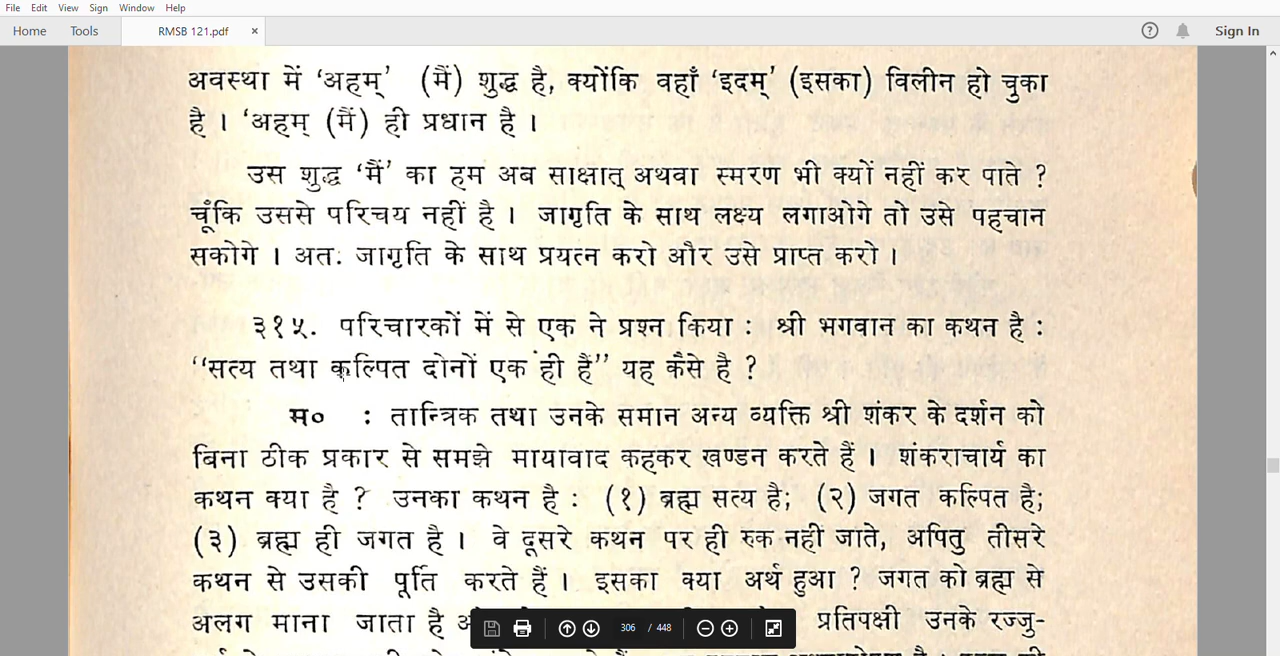 File Edit View Sign Window Help
Home Tools RMSB 121.pdf × Sign In
अवस्था में ‘अहम्’ (मैं) शुद्ध है, क्योंकि वहाँ ‘इदम्’ (इसका) विलीन हो चुका
है । ‘अहम् (मैं) ही प्रधान है ।
उस शुद्ध ‘मैं’ का हम अब साक्षात् अथवा स्मरण भी क्यों नहीं कर पाते ?
चूँकि उससे परिचय नहीं है । जागृति के साथ लक्ष्य लगाओगे तो उसे पहचान
सकोगे । अतः जागृति के साथ प्रयत्न करो और उसे प्राप्त करो ।
३१५. परिचारकों में से एक ने प्रश्न किया : श्री भगवान का कथन है :
‘‘सत्य तथा कल्पित दोनों एक ही हैं’’ यह कैसे है ?
म० : तान्त्रिक तथा उनके समान अन्य व्यक्ति श्री शंकर के दर्शन को
बिना ठीक प्रकार से समझे मायावाद कहकर खण्डन करते हैं । शंकराचार्य का
कथन क्या है ? उनका कथन है : (१) ब्रह्म सत्य है; (२) जगत कल्पित है;
(३) ब्रह्म ही जगत है । वे दूसरे कथन पर ही रुक नही जाते, अपितु तीसरे
कथन से उसकी पूर्ति करते हैं । इसका क्या अर्थ हुआ ? जगत को ब्रह्म से
अलग माना जाता है प्रतिपक्षी उनके रज्जु-
306 / 448